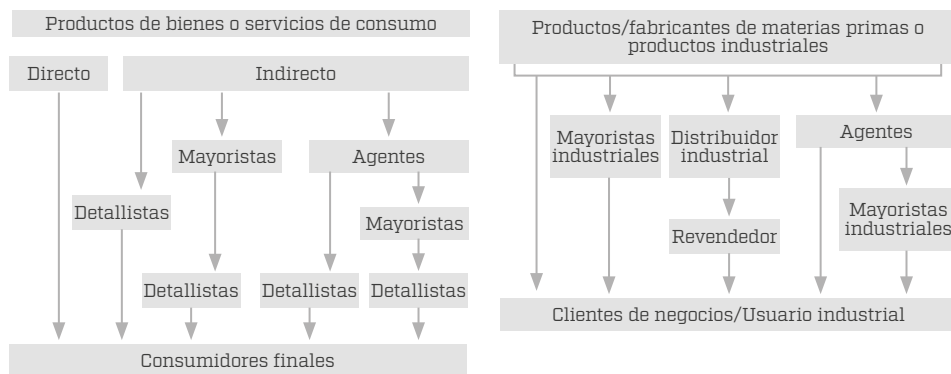 Productos de bienes o servicios de consumo
Directo
Indirecto
Mayoristas
Agentes
Detallistas
Mayoristas
Detallistas
Detallistas
Detallistas
Consumidores finales
Productos/fabricantes de materias primas o
productos industriales
Mayoristas
industriales
Distribuidor
industrial
Agentes
Revendedor
Mayoristas
industriales
Clientes de negocios/Usuario industrial